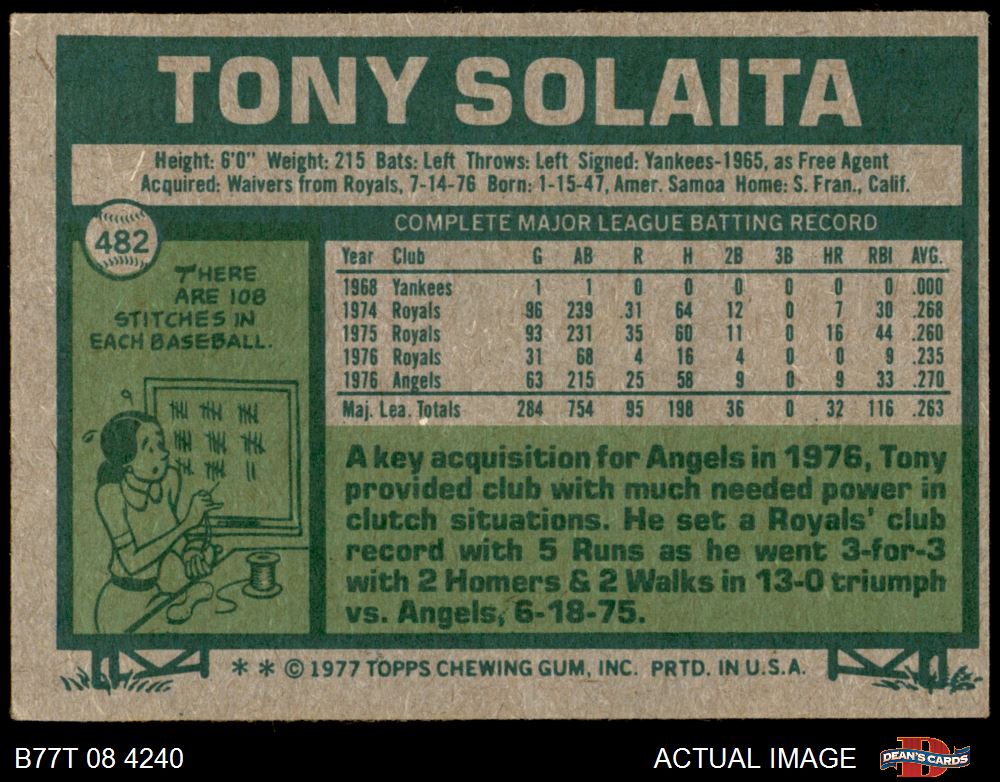 TONY SOLAITA
Height: 6'0" Weight: 215 Bats: Left Throws: Left Signed: Yankees-1965, as Free Agent
Acquired: Waivers from Royals, 7-14-76 Born: 1-15-47, Amer. Samoa Home: S. Fran., Calif.
482
THERE
ARE 108
STITCHES IN
EACH BASEBALL.
COMPLETE MAJOR LEAGUE BATTING RECORD
Year Club G AB R H 2B 3B HR RBI AVG.
1968 Yankees 1 1 0 0 0 0 0 0 .000
1974 Royals 96 239 .31 64 12 0 7 30 .268
1975 Royals 93 231 35 60 11 0 16 44 .260
1976 Royals 31 68 4 16 4 0 0 9 .235
1976 Angels 63 215 25 58 9 0 9 33 .270
Maj. Lea. Totals 284 754 95 198 36 0 32 116 .263
A key acquisition for Angels in 1976, Tony
provided club with much needed power in
clutch situations. He set a Royals' club
record with 5 Runs as he went 3-for-3
with 2 Homers & 2 Walks in 13-0 triumph
vs. Angels, 6-18-75.
* * © 1977 TOPPS CHEWING GUM, INC. PRTD. IN U.S.A.
B77T 08 4240
ACTUAL IMAGE
DEAN'S CARDS